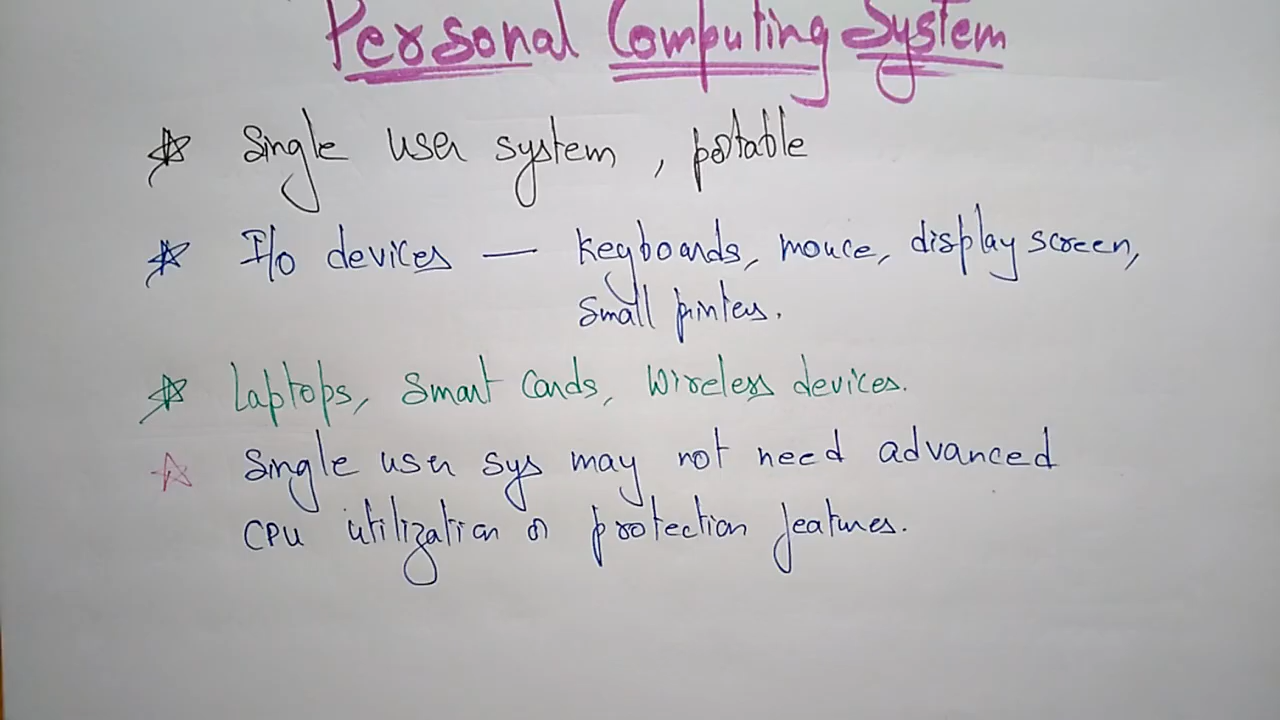 Personal Computing System
☆ Single user system, portable
☆ I/o devices — keyboards, mouce, display screen,
small printers.
☆ Laptops, Smart Cards, Wireless devices.
☆ Single user sys may not need advanced
CPU utilization or protection features.